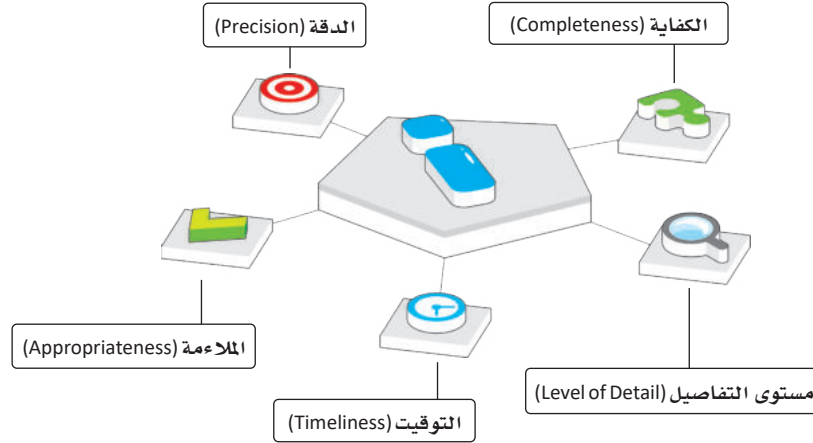 الدقة (Precision)
الكفاية (Completeness)
الملاءمة (Appropriateness)
مستوى التفاصيل (Level of Detail)
التوقيت (Timeliness)